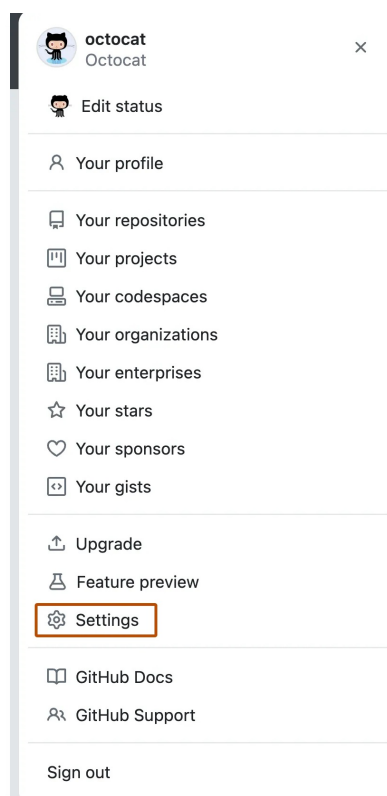 octocat
Octocat
Edit status
Your profile
Your repositories
Your projects
Your codespaces
Your organizations
Your enterprises
Your stars
Your sponsors
Your gists
Upgrade
Feature preview
Settings
GitHub Docs
GitHub Support
Sign out